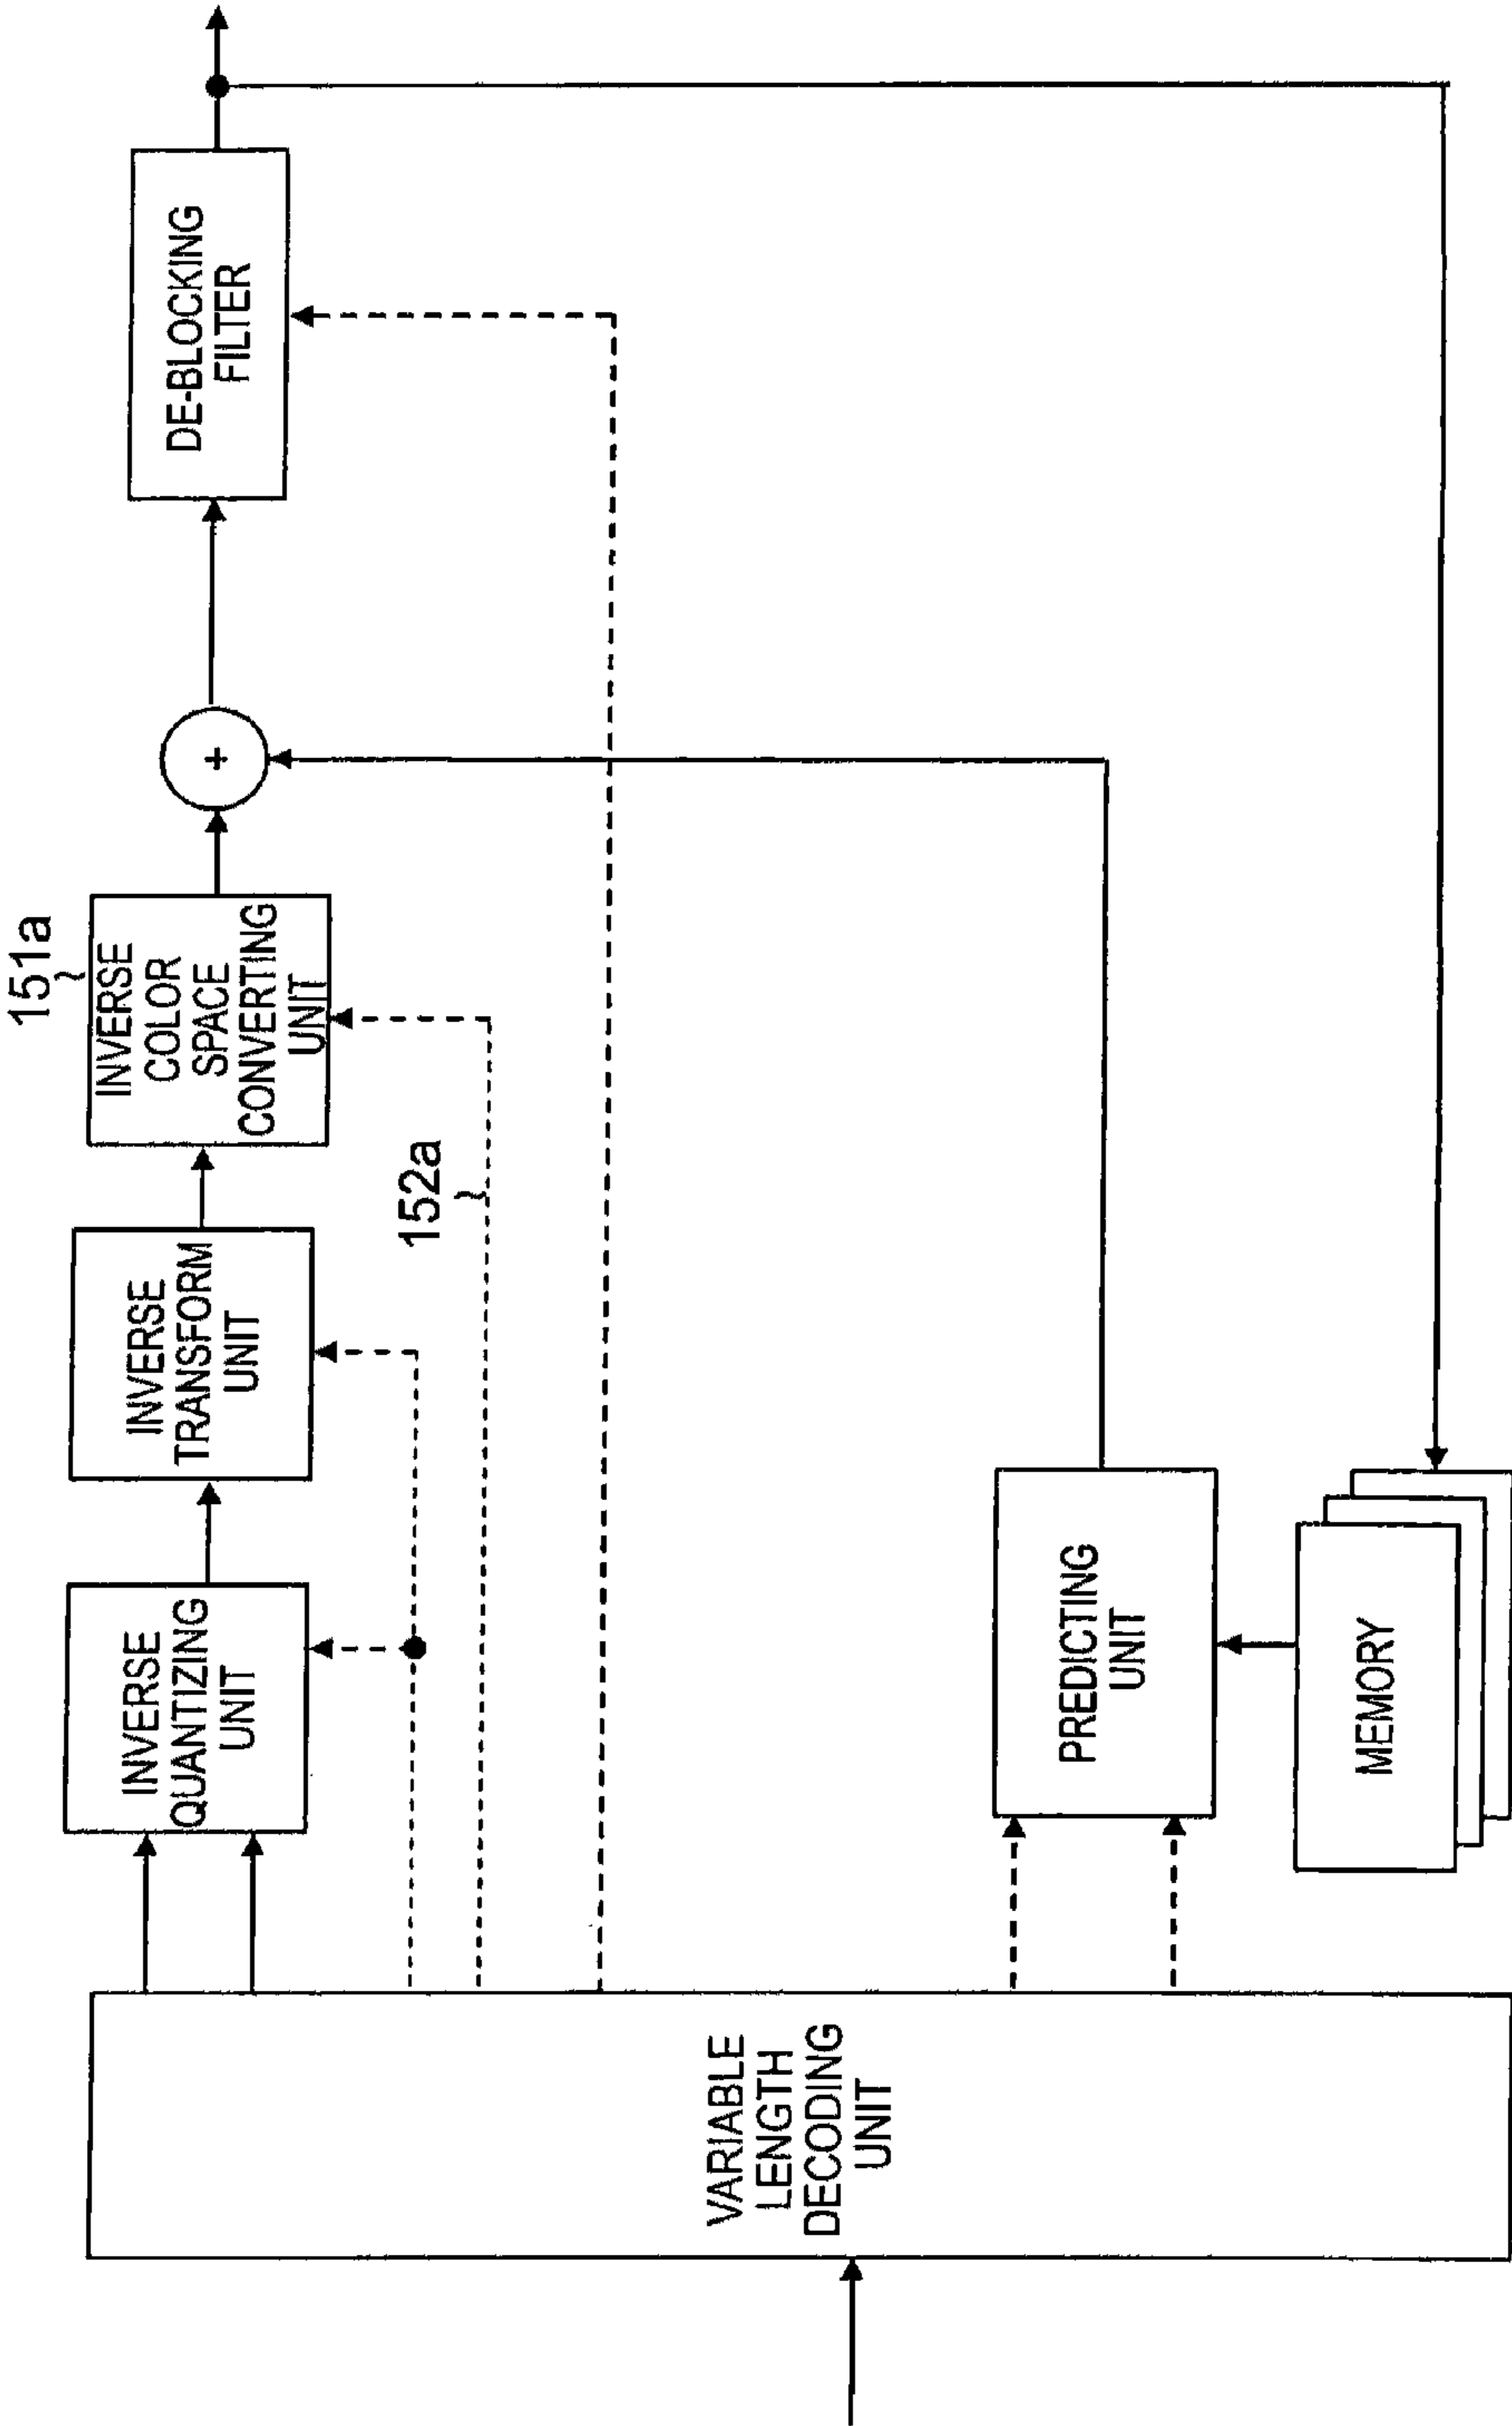 VARIABLE
LENGTH
DECODING
UNIT
INVERSE
QUANTIZING
UNIT
INVERSE
TRANSFORM
UNIT
151a
INVERSE
COLOR
SPACE
CONVERTING
UNIT
152a
+
DE-BLOCKING
FILTER
PREDICTING
UNIT
MEMORY